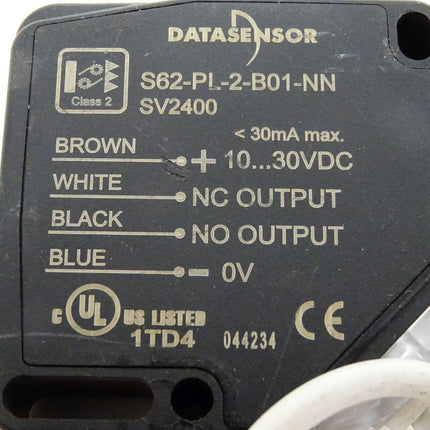 DATASENSOR
S62-PL-2-B01-NN
Class 2
SV2400
< 30mA max.
BROWN + 10...30VDC
WHITE NC OUTPUT
BLACK NO OUTPUT
BLUE - 0V
C UL US LISTED CE
1TD4 044234